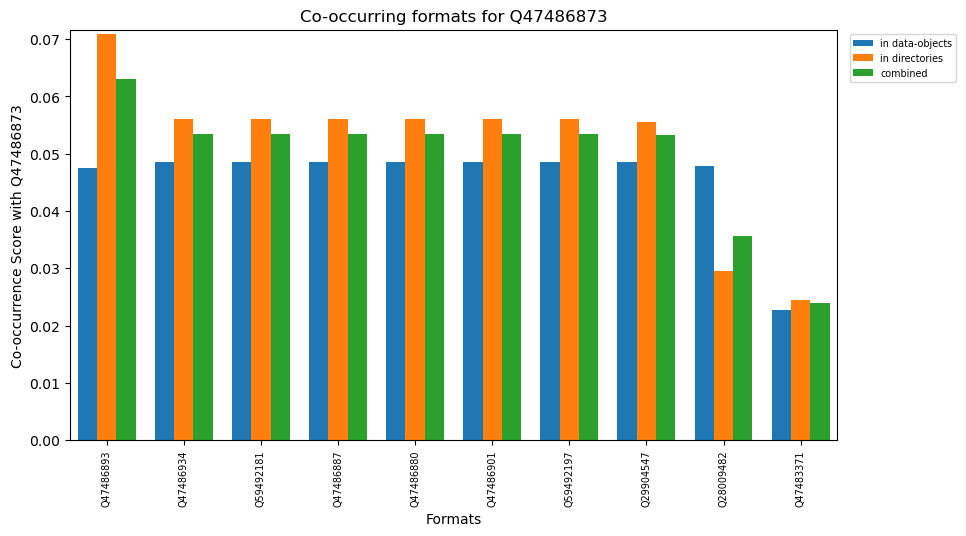 Co-occurring formats for Q47486873
Co-occurrence Score with Q47486873
0.07
0.06
0.05
0.04
0.03
0.02
0.01
0.00
Q47486893
Q47486934
Q59492181
Q47486887
Q47486880
Q47486901
Q59492197
Q29904547
Q28009482
Q47483371
Formats
in data-objects
in directories
combined